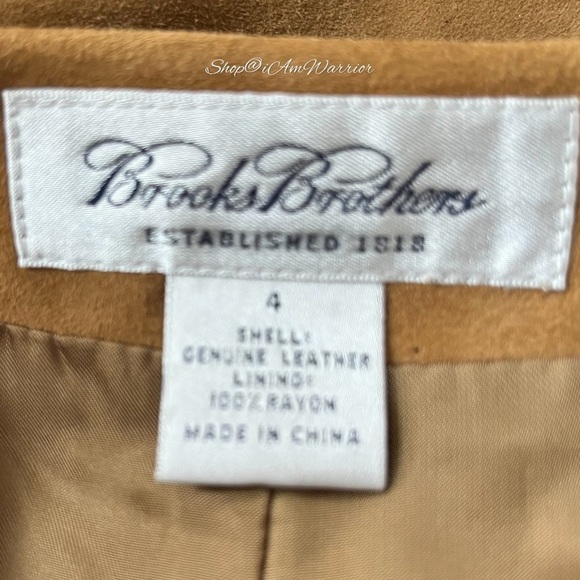 Shop@iAmWarrior
Brooks Brothers
ESTABLISHED 1818
4
SHELL:
GENUINE LEATHER
LINING:
100% RAYON
MADE IN CHINA